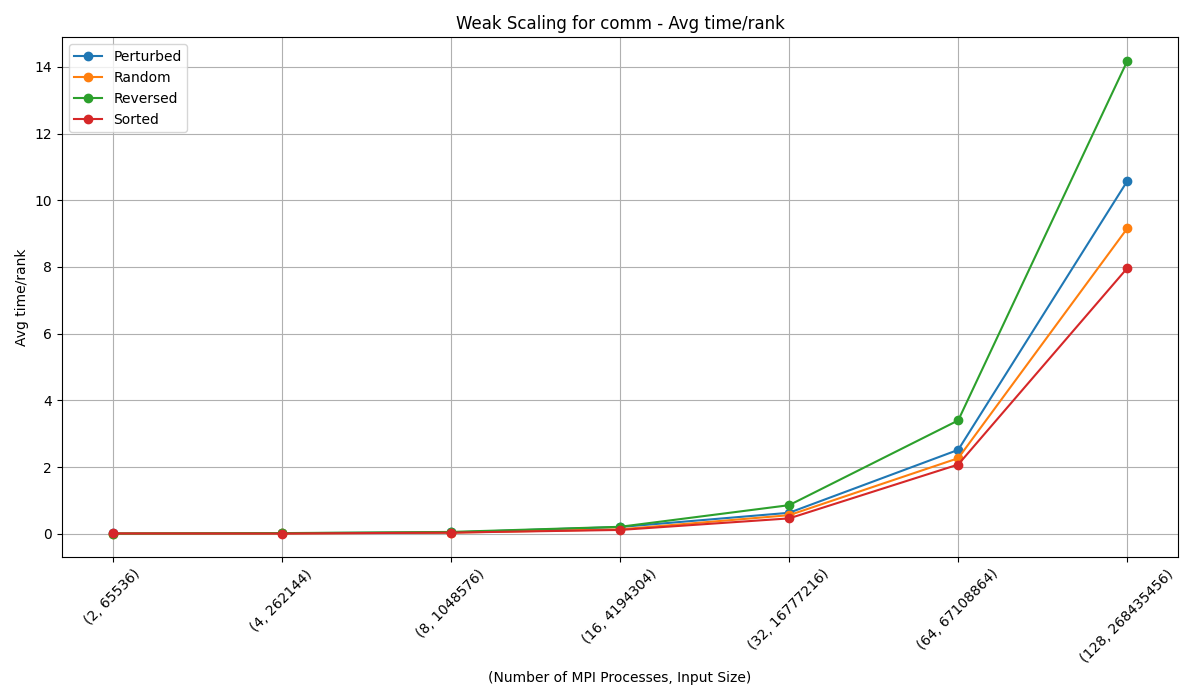 Weak Scaling for comm - Avg time/rank
Perturbed
Random
Reversed
Sorted
Avg time/rank
14
12
10
8
6
4
2
0
(2, 65536)
(4, 262144)
(8, 1048576)
(16, 4194304)
(32, 16777216)
(64, 67108864)
(128, 268435456)
(Number of MPI Processes, Input Size)